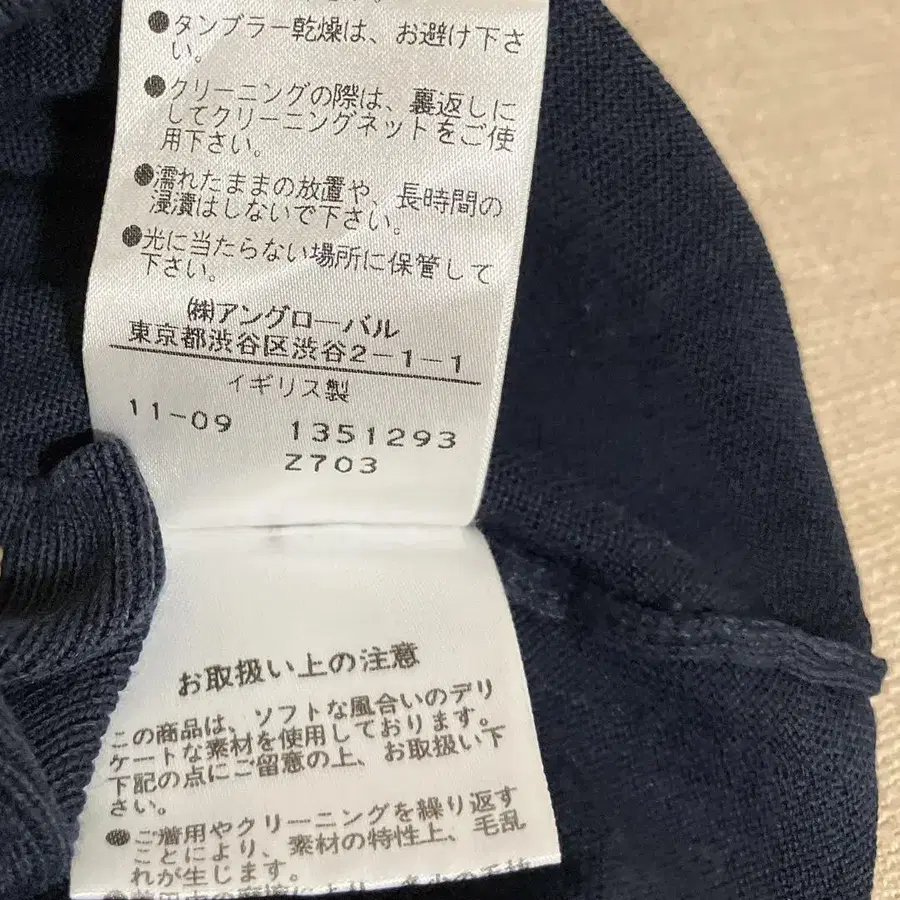 ●タンブラー乾燥は、お避け下さ
い。
●クリーニングの際は、裏返しに
してクリーニングネットをご使
用下さい。
●濡れたままの放置や、長時間の
浸漬はしないで下さい。
●光に当たらない場所に保管して
下さい。
㈱アングローバル
東京都渋谷区渋谷2-1-1
イギリス製
11-09 1351293
Z703
お取扱い上の注意
この商品は、ソフトな風合いのデリ
ケートな素材を使用しております。
下記の点にご留意の上、お取扱い下
さい。
●ご着用やクリーニングを繰り返す
ことにより、素材の特性上、毛乱
れが生じます。